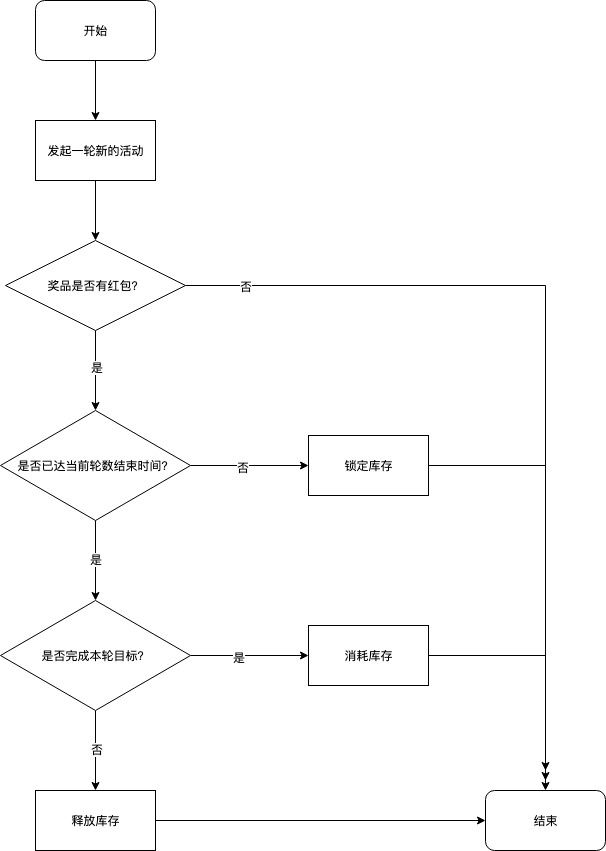 开始
发起一轮新的活动
奖品是否有红包?
否
是
是否已达当前轮数结束时间?
否
锁定库存
是
是否完成本轮目标?
是
消耗库存
否
释放库存
结束